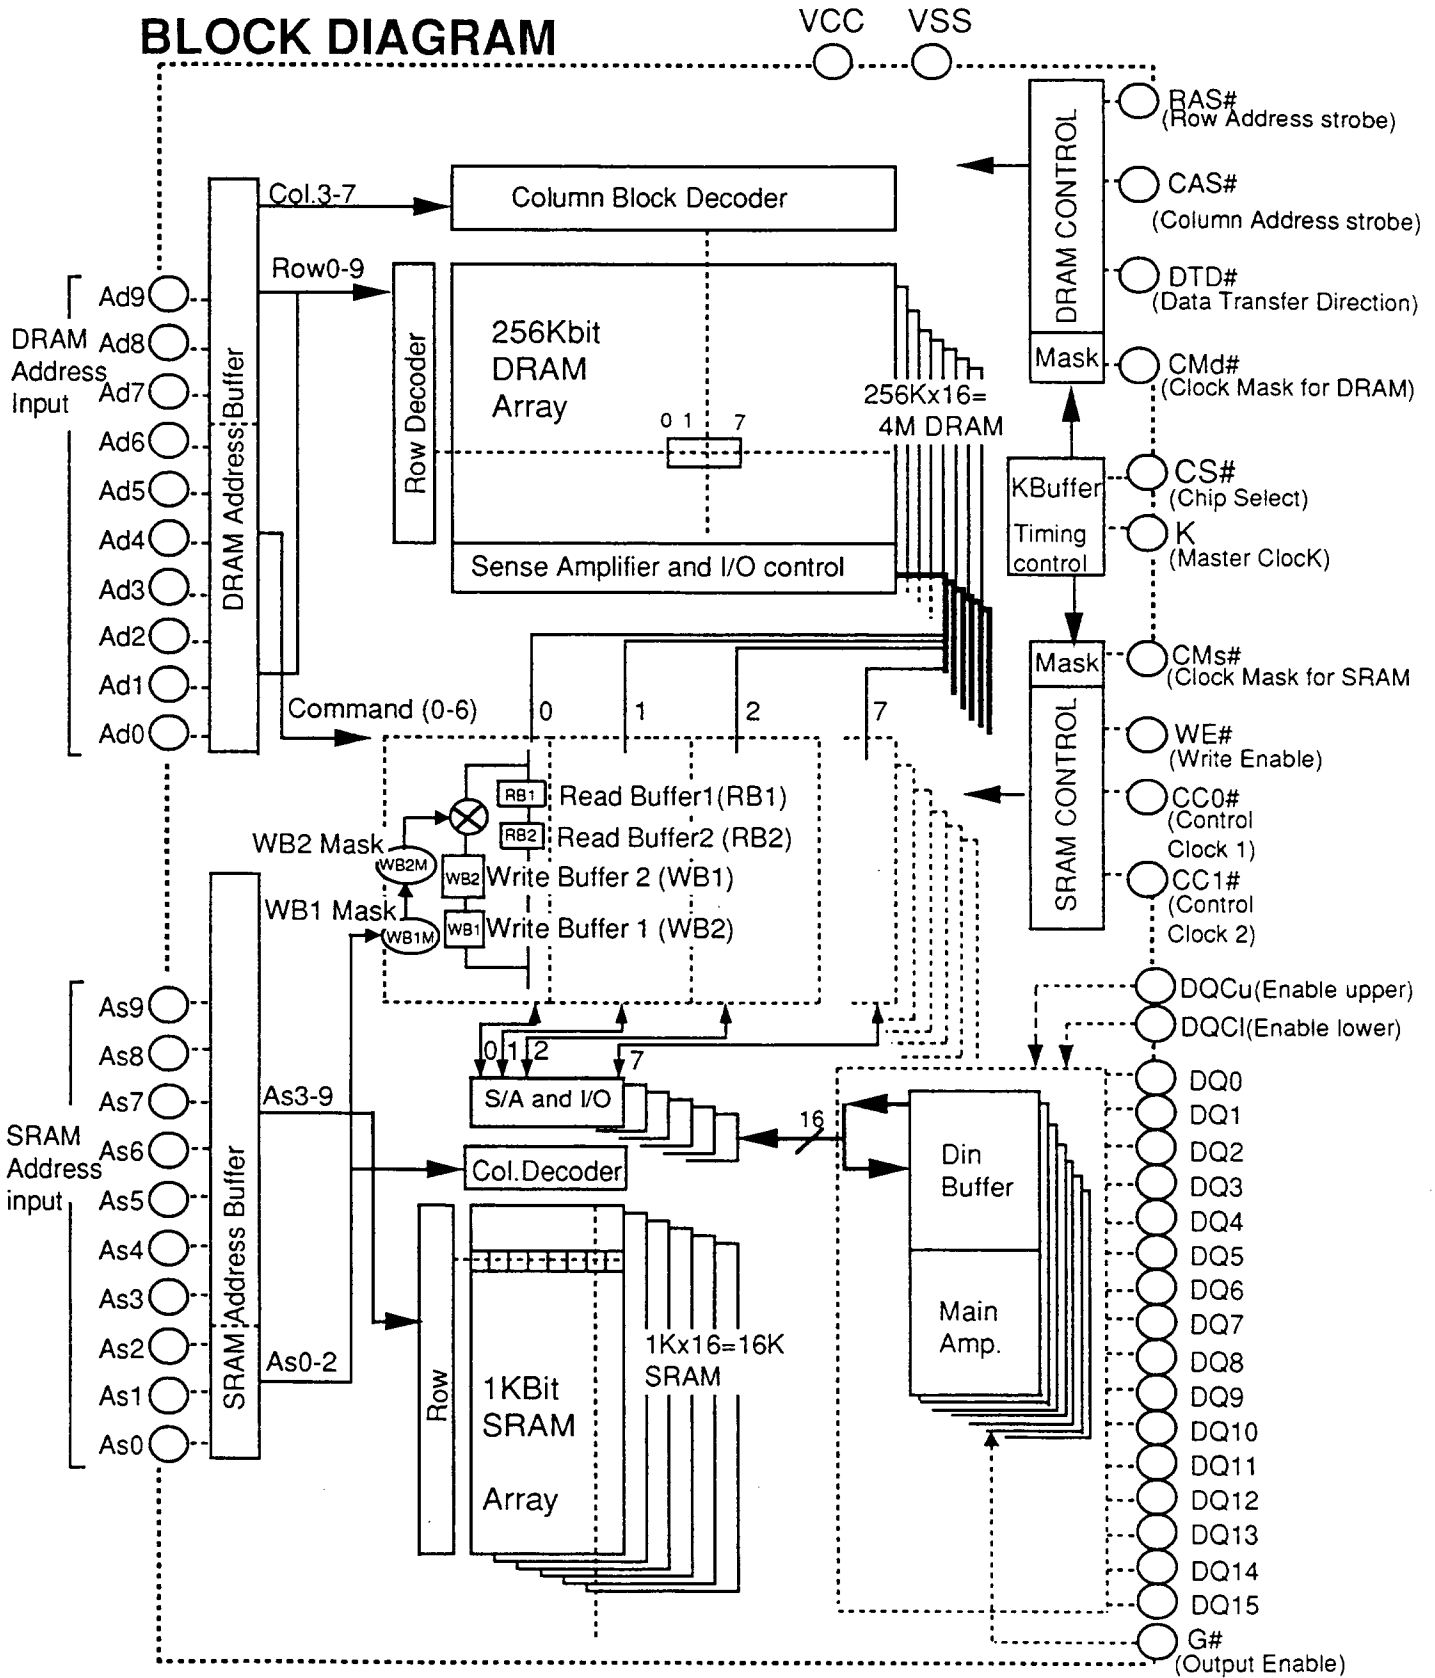 BLOCK DIAGRAM
VCC
VSS
RAS#
(Row Address strobe)
CAS#
(Column Address strobe)
DTD#
(Data Transfer Direction)
CMd#
(Clock Mask for DRAM)
DRAM CONTROL
Mask
CS#
(Chip Select)
K
(Master ClocK)
KBuffer
Timing
control
Mask
SRAM CONTROL
CMs#
(Clock Mask for SRAM
WE#
(Write Enable)
CC0#
(Control
Clock 1)
CC1#
(Control
Clock 2)
DRAM
Address
Input
Ad9
Ad8
Ad7
Ad6
Ad5
Ad4
Ad3
Ad2
Ad1
Ad0
DRAM Address Buffer
Col.3-7
Row0-9
Command (0-6)
Column Block Decoder
Row Decoder
256Kbit
DRAM
Array
0 1 7
256Kx16=
4M DRAM
Sense Amplifier and I/O control
0
1
2
7
RB1
Read Buffer1(RB1)
RB2
Read Buffer2 (RB2)
WB2 Mask
WB2M
WB2
Write Buffer 2 (WB1)
WB1 Mask
WB1M
WB1
Write Buffer 1 (WB2)
SRAM
Address
input
As9
As8
As7
As6
As5
As4
As3
As2
As1
As0
SRAM Address Buffer
As3-9
As0-2
0 1 2
7
S/A and I/O
Col.Decoder
Row
1KBit
SRAM
Array
1Kx16=16K
SRAM
16
Din
Buffer
Main
Amp.
DQCu(Enable upper)
DQCl(Enable lower)
DQ0
DQ1
DQ2
DQ3
DQ4
DQ5
DQ6
DQ7
DQ8
DQ9
DQ10
DQ11
DQ12
DQ13
DQ14
DQ15
G#
(Output Enable)